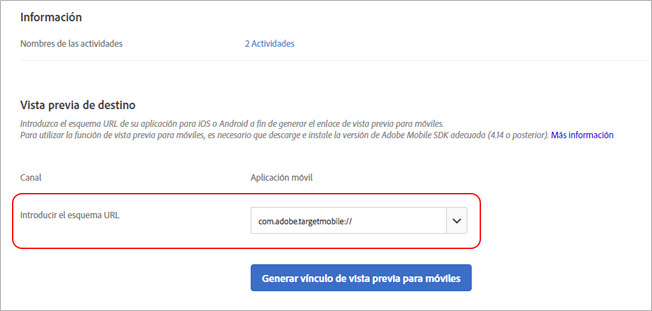 Información
Nombres de las actividades 2 Actividades
Vista previa de destino
Introduzca el esquema URL de su aplicación para iOS o Android a fin de generar el enlace de vista previa para móviles.
Para utilizar la función de vista previa para móviles, es necesario que descarge e instale la versión de Adobe Mobile SDK adecuada (4.14 o posterior). Más información
Canal Aplicación móvil
Introducir el esquema URL com.adobe.targetmobile://
Generar vínculo de vista previa para móviles